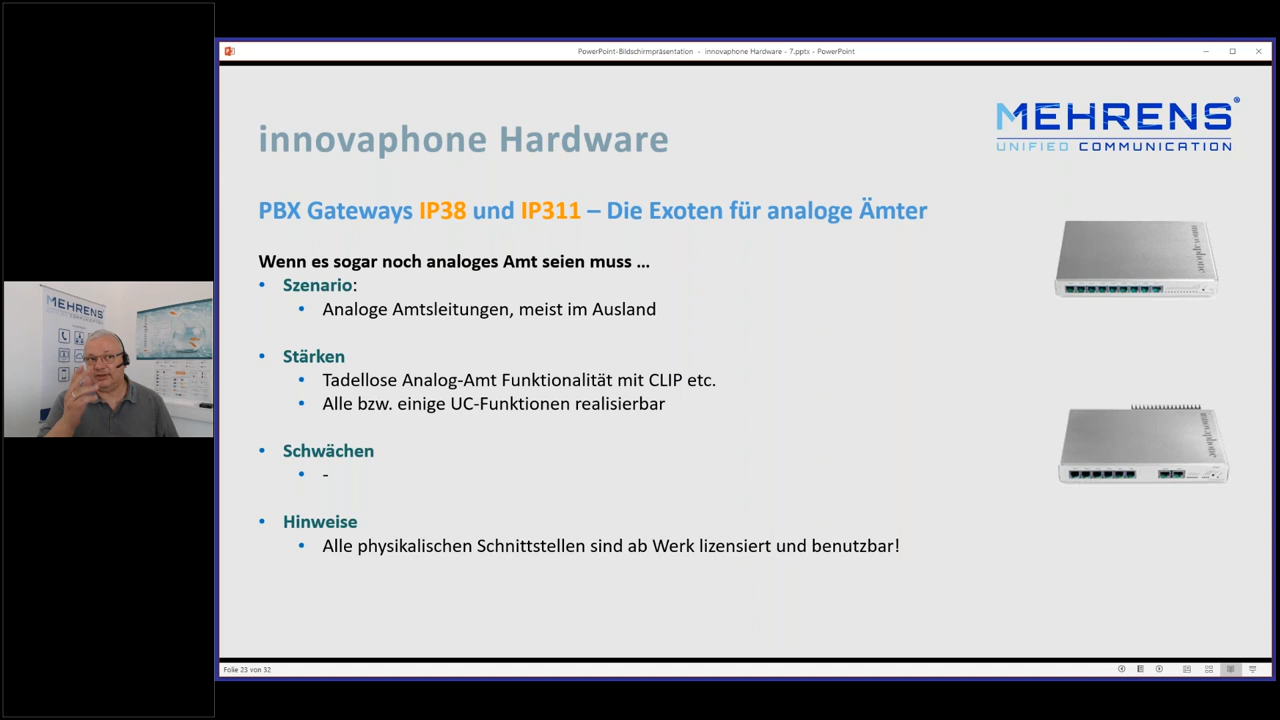 PowerPoint-Bildschirmpräsentation - innovaphone Hardware - 7.pptx - PowerPoint
innovaphone Hardware
MEHRENS®
UNIFIED COMMUNICATION
PBX Gateways IP38 und IP311 – Die Exoten für analoge Ämter
Wenn es sogar noch analoges Amt seien muss ...
• Szenario:
• Analoge Amtsleitungen, meist im Ausland
• Stärken
• Tadellose Analog-Amt Funktionalität mit CLIP etc.
• Alle bzw. einige UC-Funktionen realisierbar
• Schwächen
• -
• Hinweise
• Alle physikalischen Schnittstellen sind ab Werk lizensiert und benutzbar!
innovaphone
innovaphone
MEHRENS
Folie 23 von 32